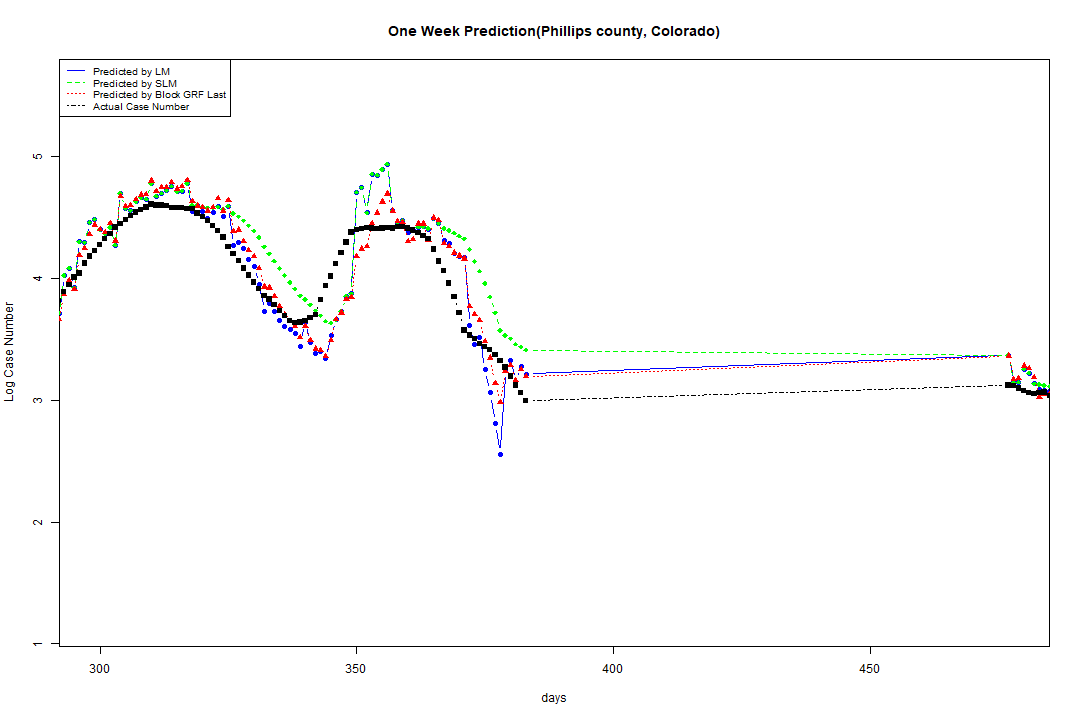 One Week Prediction(Phillips county, Colorado)
Predicted by LM
Predicted by SLM
Predicted by Block GRF Last
Actual Case Number
5
4
3
2
1
Log Case Number
300 350 400 450
days